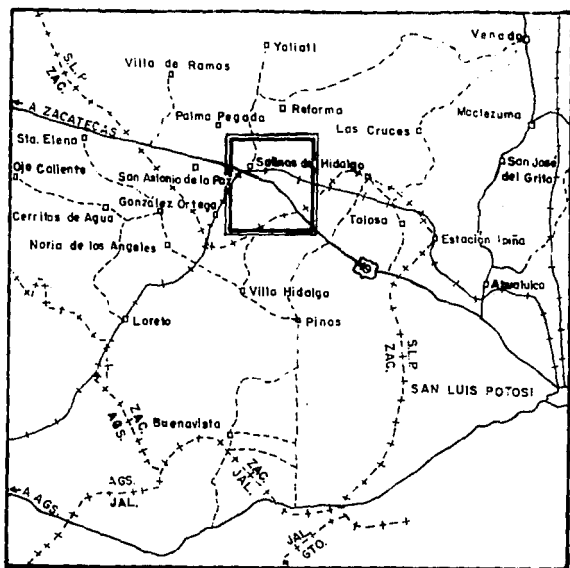 Yoliatl
Venado
S.L.P.
ZAC.
Villa de Ramos
Reforma
Moctezuma
A ZACATECAS
Palma Pegada
Las Cruces
Sta. Elena
Salinas de Hidalgo
San José
del Grito
Ojo Caliente
San Antonio de la Paz
González Ortega
Cerritos de Agua
Tolosa
Noria de los Angeles
Estación Ipiña
Ahualulco
Villa Hidalgo
Loreto
Pinos
S.L.P.
ZAC.
SAN LUIS POTOSI
ZAC.
AGS.
Buenavista
ZAC.
JAL.
AGS.
JAL.
A AGS.
JAL.
GTO.